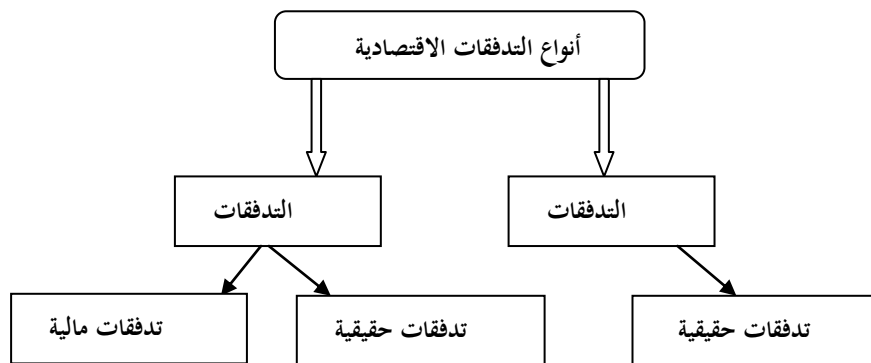 أنواع التدفقات الاقتصادية
التدفقات
التدفقات
تدفقات حقيقية
تدفقات حقيقية
تدفقات مالية